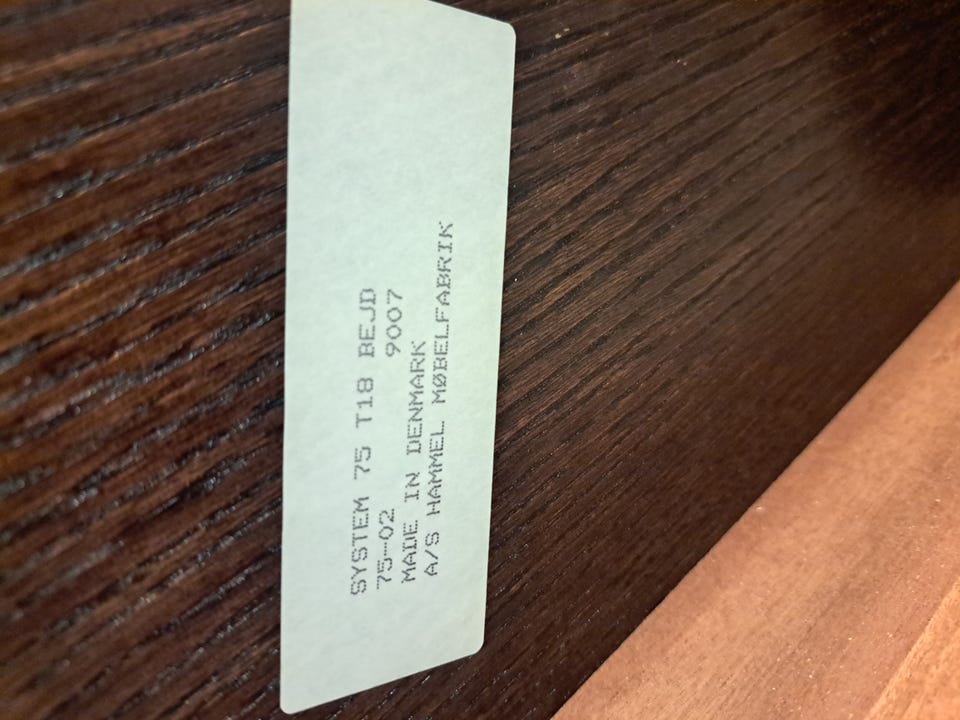 SYSTEM 75 T18 BEJD
75-02 9007
MADE IN DENMARK
A/S HAMMEL MØBELFABRIK